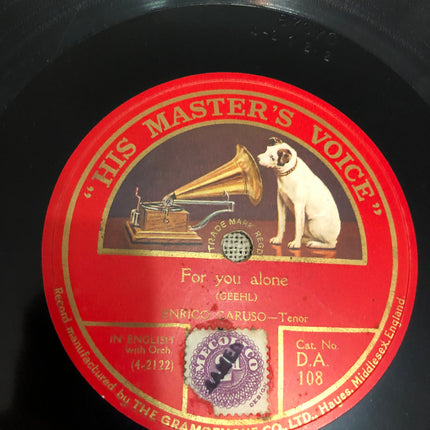 "HIS MASTER'S VOICE"
TRADE MARK REGD
For you alone
(GEEHL)
ENRICO CARUSO—Tenor
IN ENGLISH
with Orch.
(4-2122)
Cat. No.
D.A.
108
Record manufactured by THE GRAMOPHONE CO., LTD., Hayes, Middlesex, England.